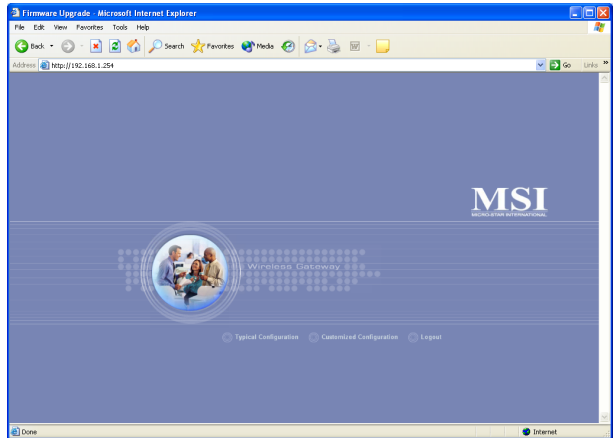 Firmware Upgrade - Microsoft Internet Explorer
File Edit View Favorites Tools Help
Back Search Favorites Media
Address http://192.168.1.254 Go Links »
MSI
MICRO-STAR INTERNATIONAL
Wireless Gateway
Typical Configuration Customized Configuration Logout
Done Internet